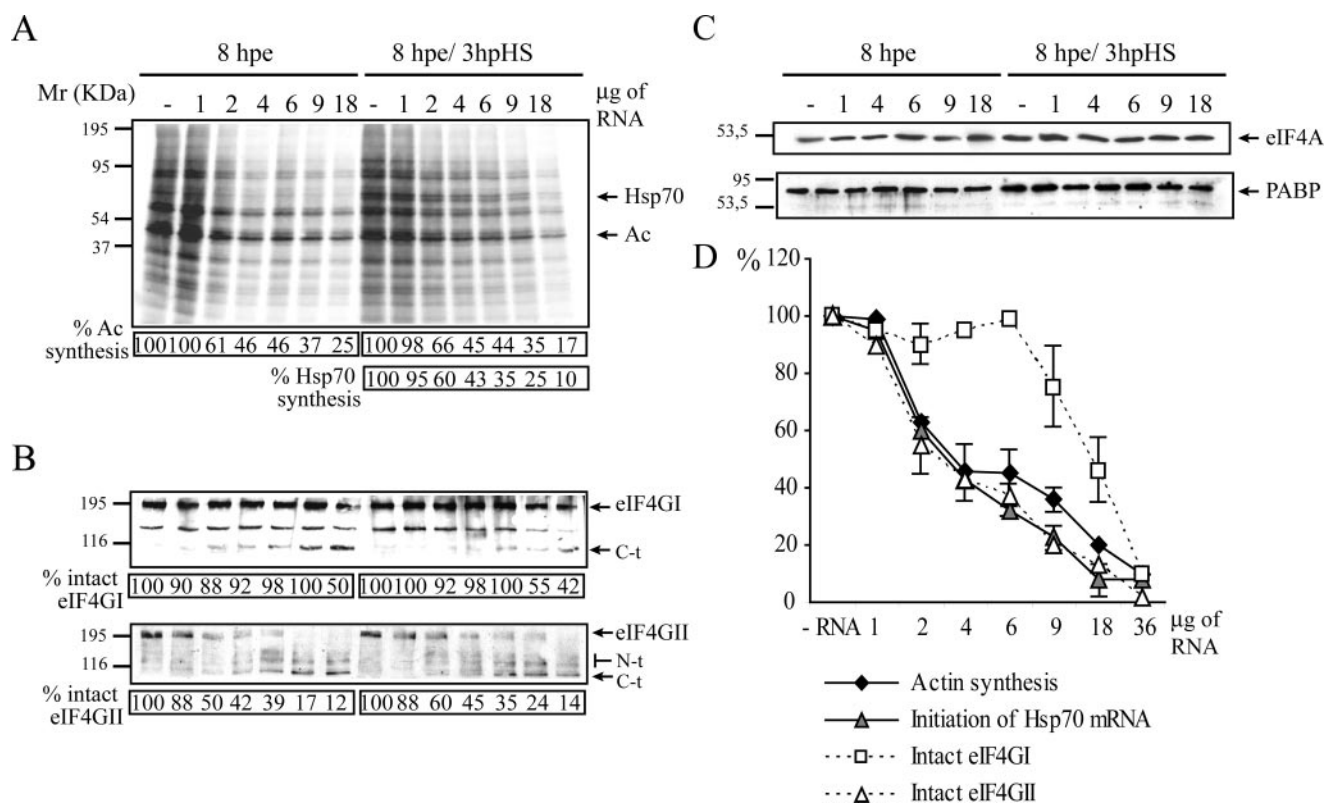 A
8 hpe 8 hpe/ 3hpHS
Mr (KDa) - 1 2 4 6 9 18 - 1 2 4 6 9 18 μg of RNA
195
95
54
37
Hsp70
Ac
% Ac synthesis 100 100 61 46 46 37 25 100 98 66 45 44 35 17
% Hsp70 synthesis 100 95 60 43 35 25 10
B
195
116
eIF4GI
C-t
% intact eIF4GI 100 90 88 92 98 100 50 100 100 92 98 100 55 42
195
116
eIF4GII
N-t
C-t
% intact eIF4GII 100 88 50 42 39 17 12 100 88 60 45 35 24 14
C
8 hpe 8 hpe/ 3hpHS
- 1 4 6 9 18 - 1 4 6 9 18
53,5
eIF4A
95
53,5
PABP
D
%
120
100
80
60
40
20
0
- RNA 1 2 4 6 9 18 36 μg of RNA
Actin synthesis
Initiation of Hsp70 mRNA
Intact eIF4GI
Intact eIF4GII